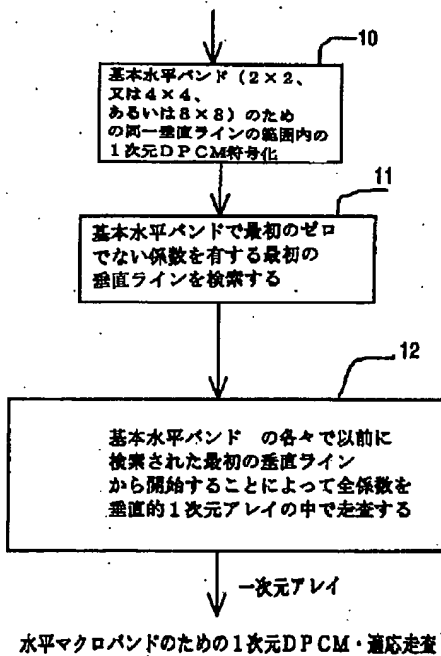 10
基本水平バンド(2×2、
又は4×4、
あるいは8×8)のため
の同一垂直ラインの範囲内の
1次元DPCM符号化
11
基本水平バンドで最初のゼロ
でない係数を有する最初の
垂直ラインを検索する
12
基本水平バンド の各々で以前に
検索された最初の垂直ライン
から開始することによって全係数を
垂直的1次元アレイの中で走査する
一次元アレイ
水平マクロバンドのための1次元DPCM・適応走査